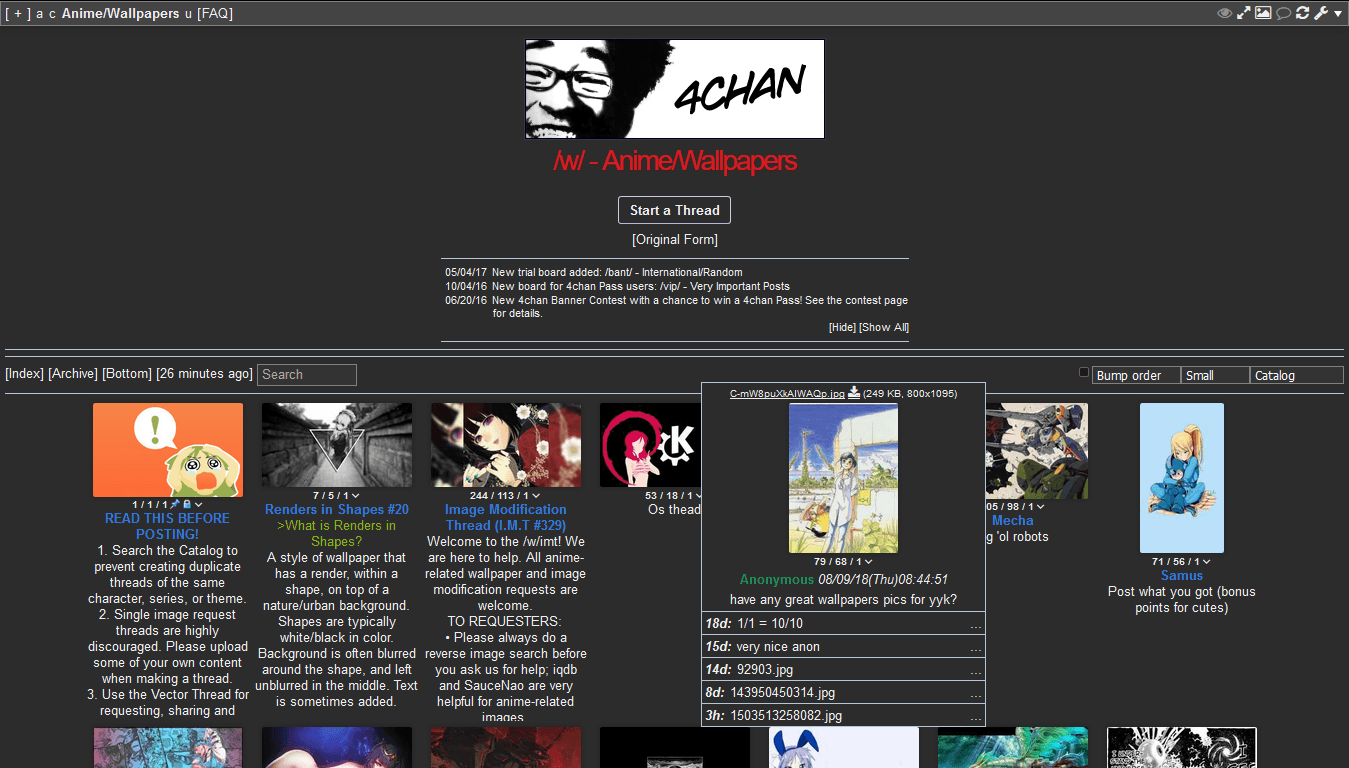 [ + ] a c Anime/Wallpapers u [FAQ]
4CHAN
/w/ - Anime/Wallpapers
Start a Thread
[Original Form]
05/04/17 New trial board added: /bant/ - International/Random
10/04/16 New board for 4chan Pass users: /vip/ - Very Important Posts
06/20/16 New 4chan Banner Contest with a chance to win a 4chan Pass! See the contest page
for details.
[Hide] [Show All]
[Index] [Archive] [Bottom] [26 minutes ago] Search
Bump order Small Catalog
1 / 1 / 1
READ THIS BEFORE
POSTING!
1. Search the Catalog to
prevent creating duplicate
threads of the same
character, series, or theme.
2. Single image request
threads are highly
discouraged. Please upload
some of your own content
when making a thread.
3. Use the Vector Thread for
requesting, sharing and
7 / 5 / 1
Renders in Shapes #20
>What is Renders in
Shapes?
A style of wallpaper that
has a render, within a
shape, on top of a
nature/urban background.
Shapes are typically
white/black in color.
Background is often blurred
around the shape, and left
unblurred in the middle. Text
is sometimes added.
244 / 113 / 1
Image Modification
Thread (I.M.T #329)
Welcome to the /w/imt! We
are here to help. All anime-
related wallpaper and image
modification requests are
welcome.
TO REQUESTERS:
• Please always do a
reverse image search before
you ask us for help; iqdb
and SauceNao are very
helpful for anime-related
images
53 / 18 / 1
Os thead
C-mW8puXkAIWAQp.jpg (249 KB, 800x1095)
79 / 68 / 1
Anonymous 08/09/18(Thu)08:44:51
have any great wallpapers pics for yyk?
18d: 1/1 = 10/10 ...
15d: very nice anon ...
14d: 92903.jpg ...
8d: 143950450314.jpg ...
3h: 1503513258082.jpg ...
05 / 98 / 1
Mecha
g 'ol robots
71 / 56 / 1
Samus
Post what you got (bonus
points for cutes)